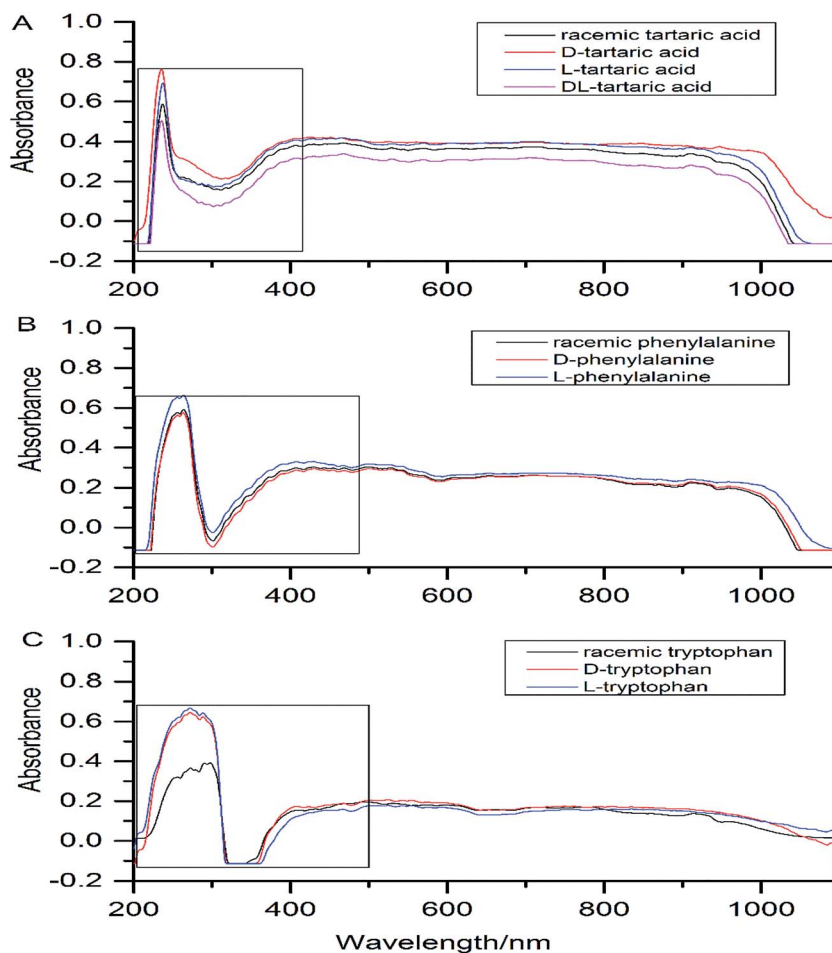 A
1.0
racemic tartaric acid
D-tartaric acid
L-tartaric acid
DL-tartaric acid
0.8
0.6
0.4
0.2
0.0
-0.2
Absorbance
200
400
600
800
1000
B
1.0
racemic phenylalanine
D-phenylalanine
L-phenylalanine
0.8
0.6
0.4
0.2
0.0
-0.2
Absorbance
200
400
600
800
1000
C
1.0
racemic tryptophan
D-tryptophan
L-tryptophan
0.8
0.6
0.4
0.2
0.0
-0.2
Absorbance
200
400
600
800
1000
Wavelength/nm